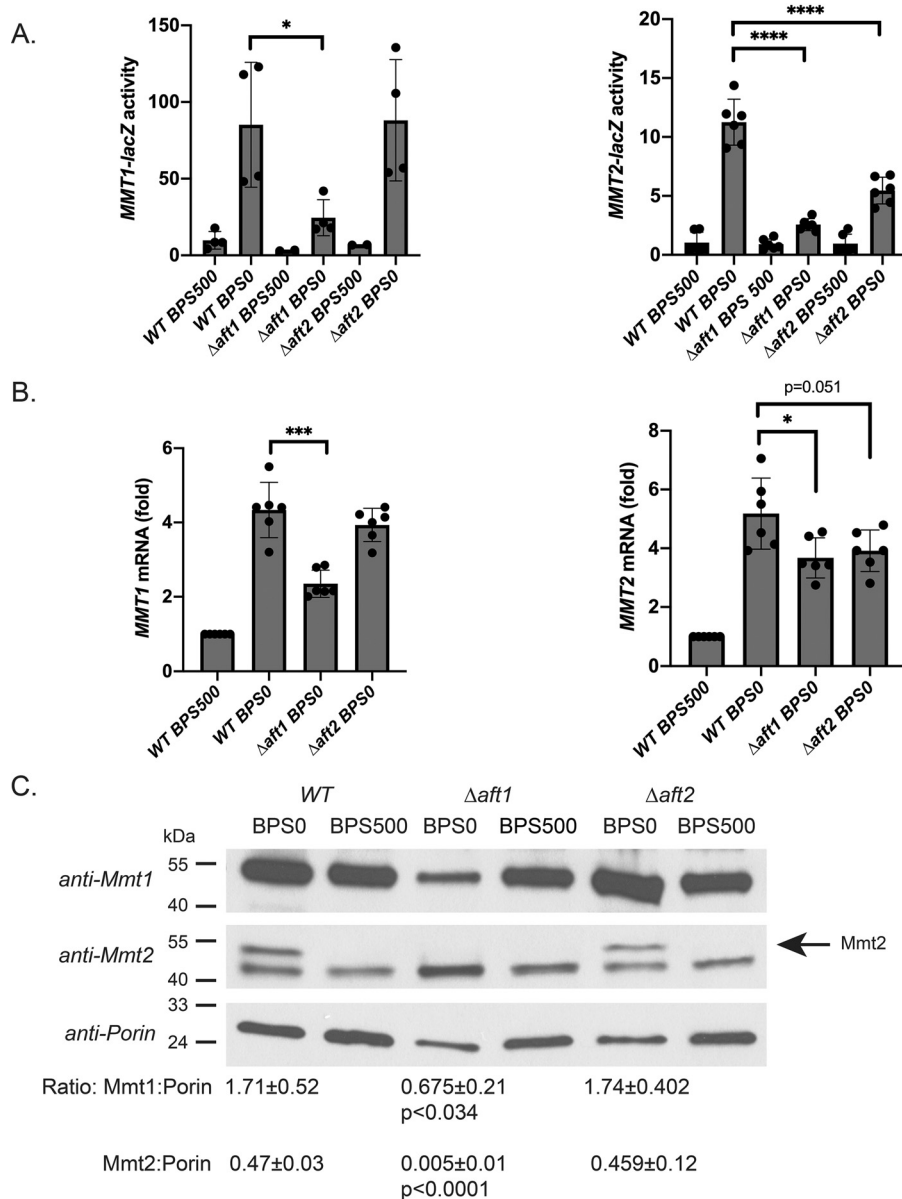 A.
MMT1-lacZ activity
150
100
50
0
*
WT BPS500
WT BPS0
Δaft1 BPS500
Δaft1 BPS0
Δaft2 BPS500
Δaft2 BPS0
MMT2-lacZ activity
20
15
10
5
0
****
****
WT BPS500
WT BPS0
Δaft1 BPS 500
Δaft1 BPS0
Δaft2 BPS500
Δaft2 BPS0
B.
MMT1 mRNA (fold)
6
4
2
0
***
WT BPS500
WT BPS0
Δaft1 BPS0
Δaft2 BPS0
MMT2 mRNA (fold)
8
6
4
2
0
p=0.051
*
WT BPS500
WT BPS0
Δaft1 BPS0
Δaft2 BPS0
C.
WT Δaft1 Δaft2
kDa BPS0 BPS500 BPS0 BPS500 BPS0 BPS500
anti-Mmt1 55
40
anti-Mmt2 55
40
Mmt2
anti-Porin 33
24
Ratio: Mmt1:Porin 1.71±0.52 0.675±0.21 1.74±0.402
p<0.034
Mmt2:Porin 0.47±0.03 0.005±0.01 0.459±0.12
p<0.0001